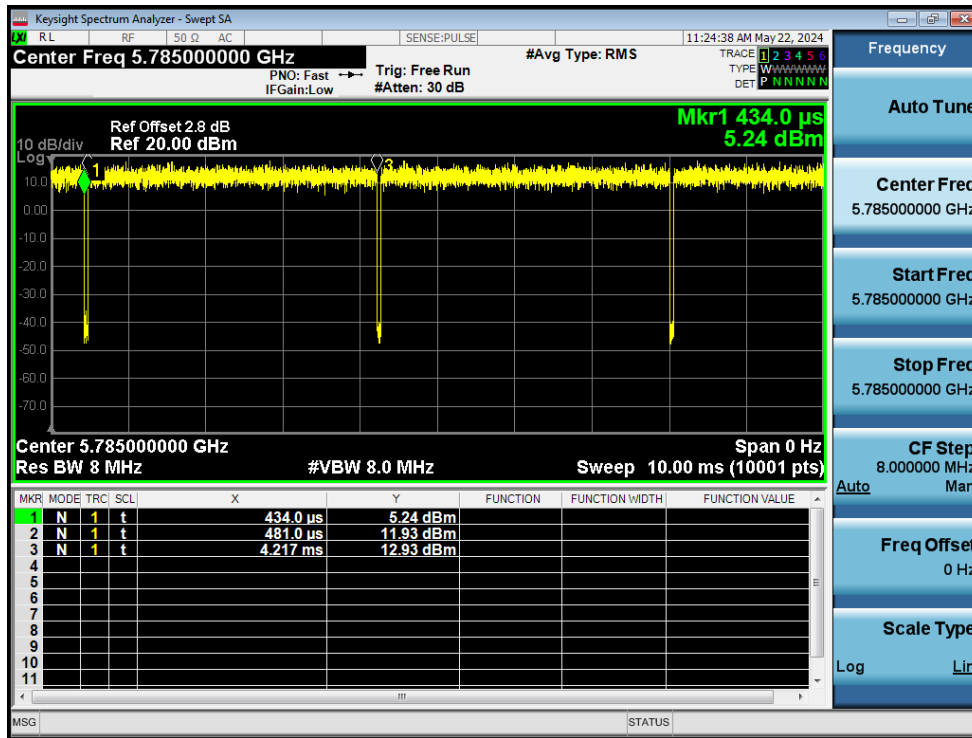 Keysight Spectrum Analyzer - Swept SA
LXI RL RF 50 Ω AC SENSE:PULSE 11:24:38 AM May 22, 2024
Center Freq 5.785000000 GHz #Avg Type: RMS TRACE 1 2 3 4 5 6
PNO: Fast Trig: Free Run TYPE WWWWWW
IFGain:Low #Atten: 30 dB DET P N N N N N
Mkr1 434.0 µs
Ref Offset 2.8 dB 5.24 dBm
10 dB/div Ref 20.00 dBm
Log
1 3
10.0
0.00
-10.0
-20.0
-30.0
-40.0
-50.0
-60.0
-70.0
Center 5.785000000 GHz Span 0 Hz
Res BW 8 MHz #VBW 8.0 MHz Sweep 10.00 ms (10001 pts)
MKR MODE TRC SCL X Y FUNCTION FUNCTION WIDTH FUNCTION VALUE
1 N 1 t 434.0 µs 5.24 dBm
2 N 1 t 481.0 µs 11.93 dBm
3 N 1 t 4.217 ms 12.93 dBm
4
5
6
7
8
9
10
11
MSG STATUS
Frequency
Auto Tune
Center Freq
5.785000000 GHz
Start Freq
5.785000000 GHz
Stop Freq
5.785000000 GHz
CF Step
8.000000 MHz
Auto Man
Freq Offset
0 Hz
Scale Type
Log Lin